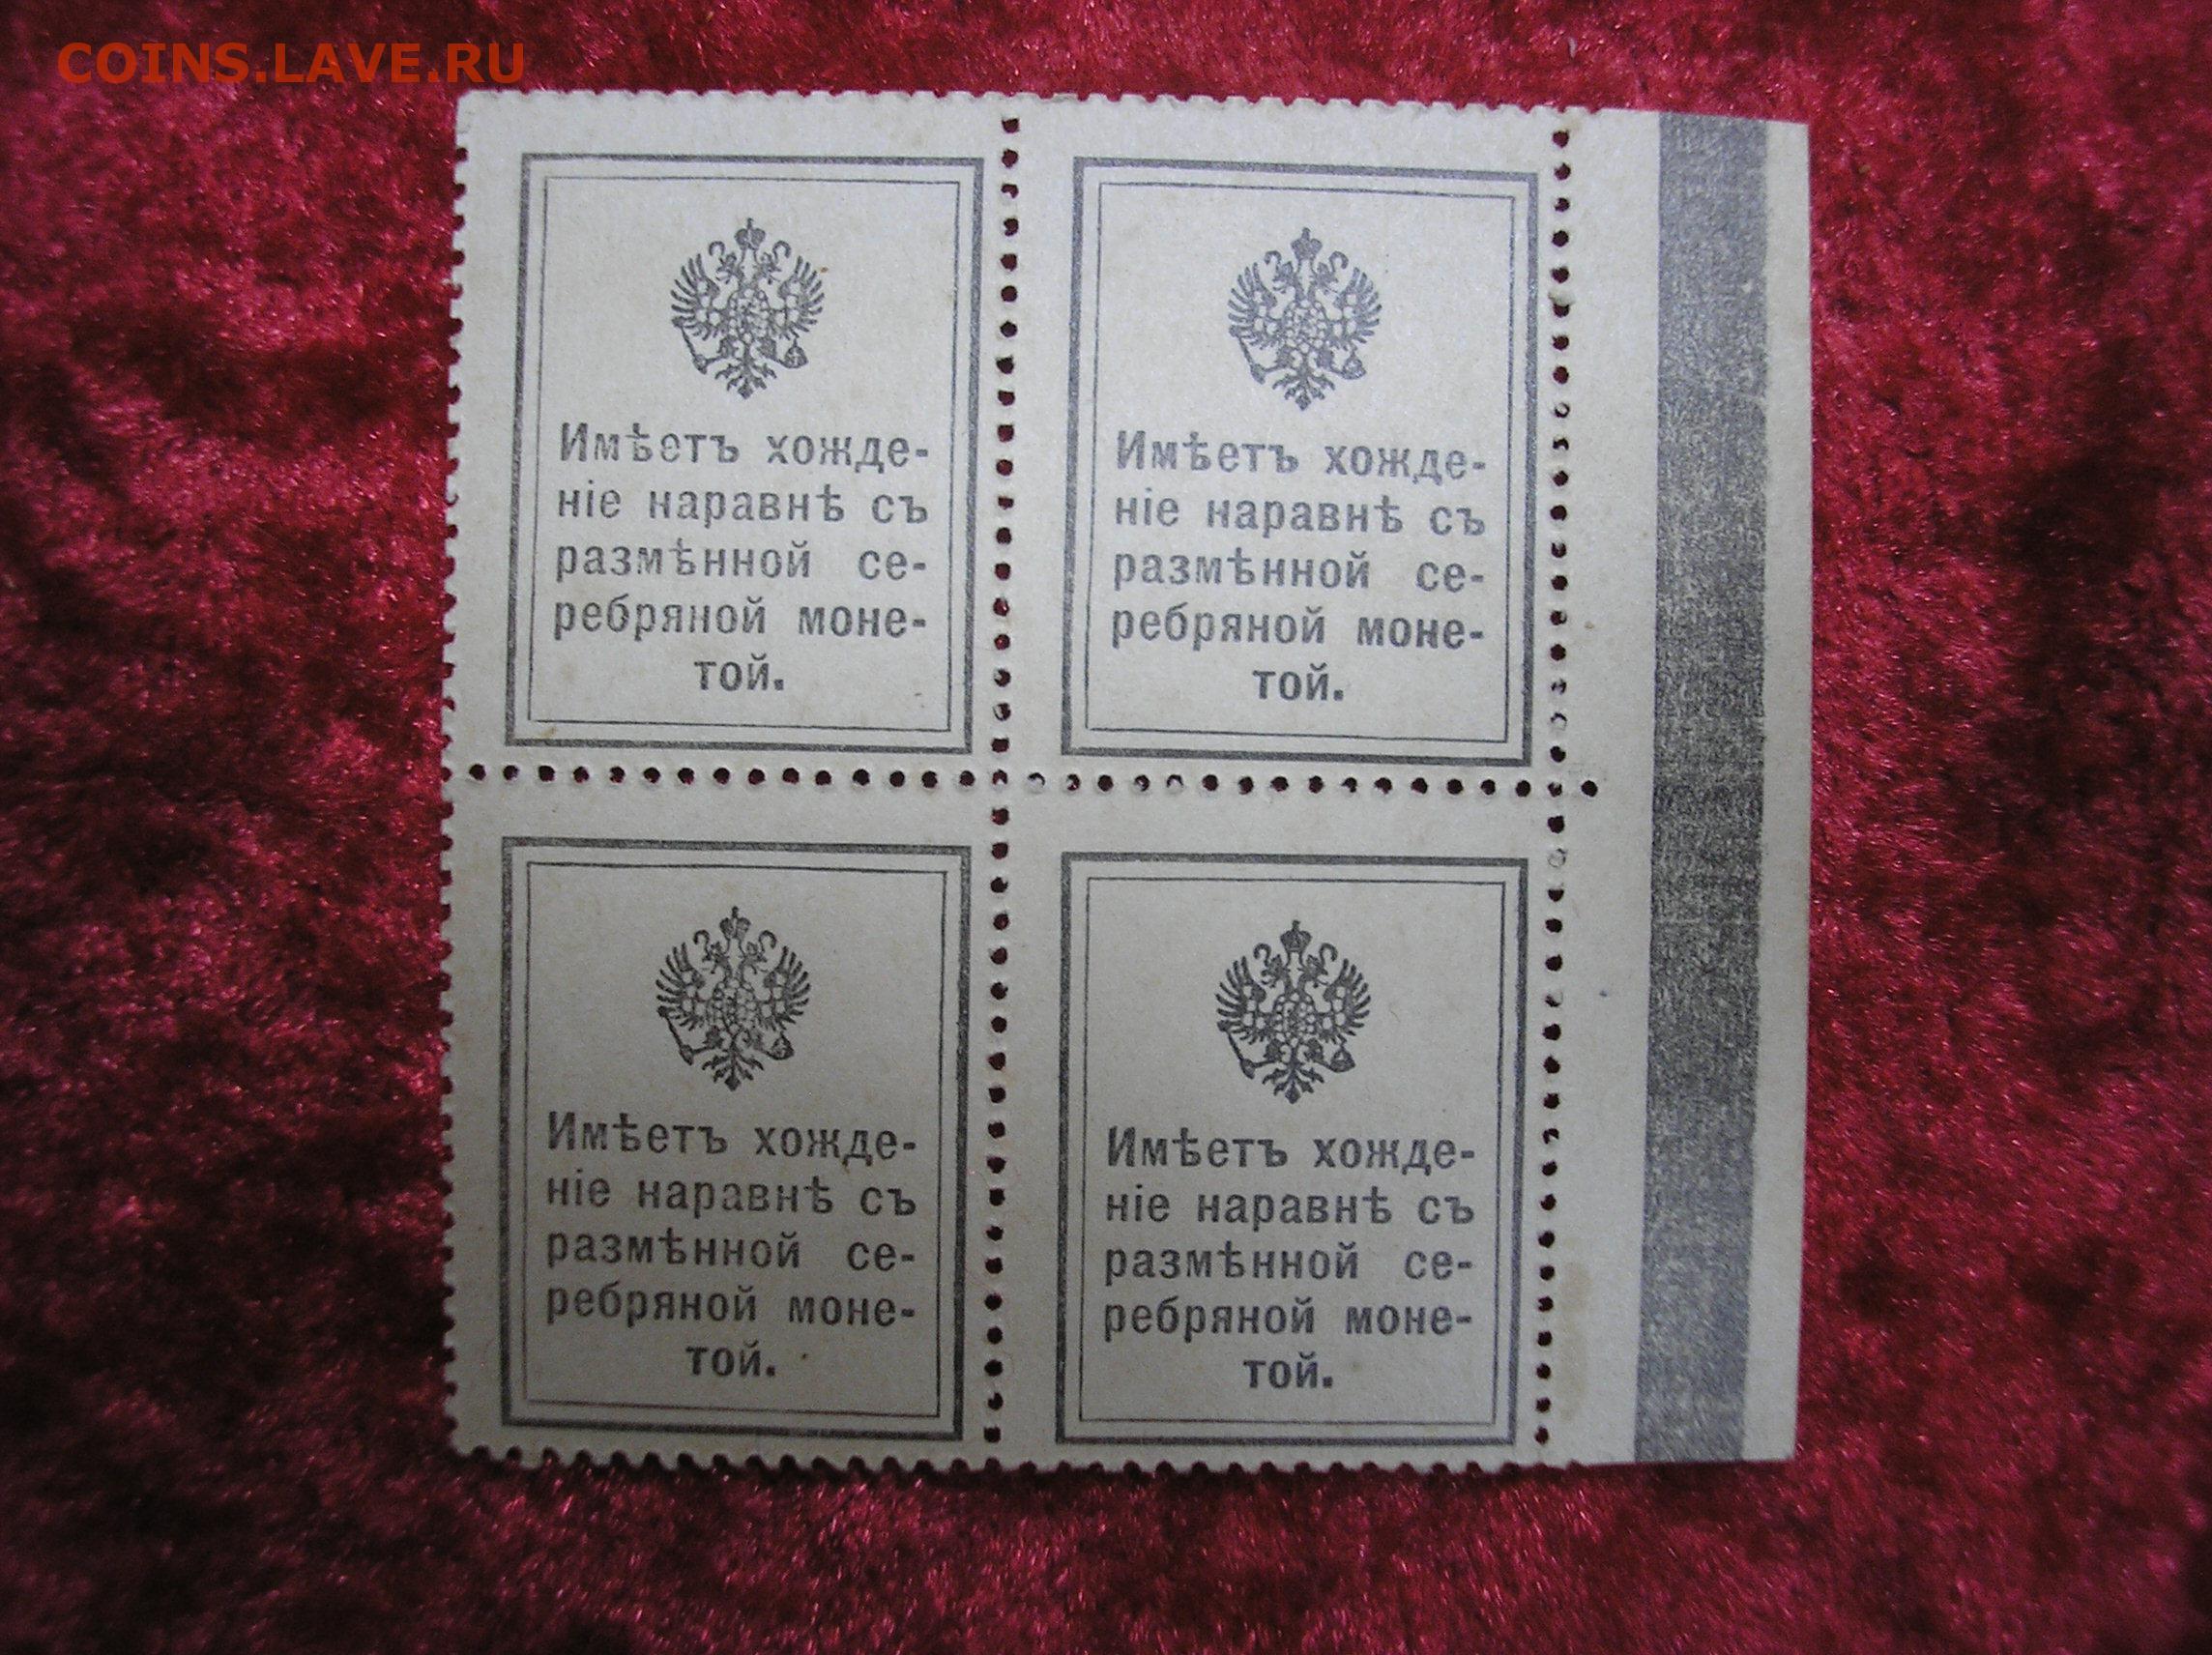 COINS.LAVE.RU
Имѣетъ хожде-
ніе наравнѣ съ
размѣнной се-
ребряной моне-
той.
Имѣетъ хожде-
ніе наравнѣ съ
размѣнной се-
ребряной моне-
той.
Имѣетъ хожде-
ніе наравнѣ съ
размѣнной се-
ребряной моне-
той.
Имѣетъ хожде-
ніе наравнѣ съ
размѣнной се-
ребряной моне-
той.